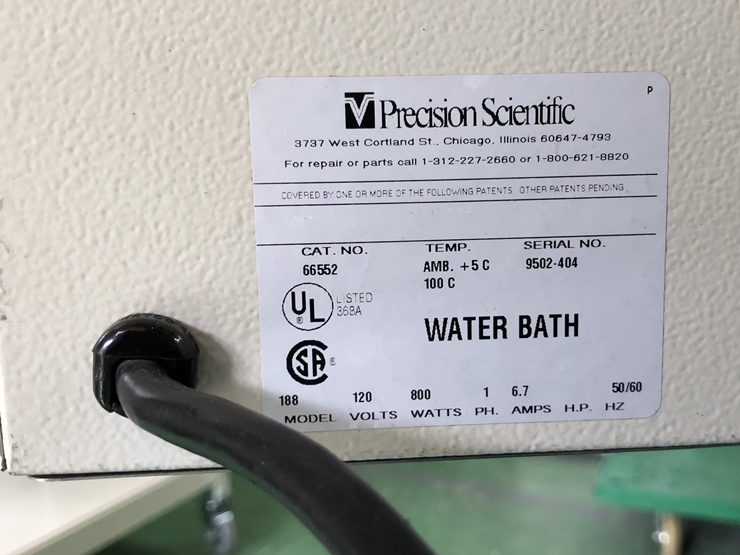 P
Precision Scientific
3737 West Cortland St., Chicago, Illinois 60647-4793
For repair or parts call 1-312-227-2660 or 1-800-621-8820
COVERED BY ONE OR MORE OF THE FOLLOWING PATENTS OTHER PATENTS PENDING
CAT. NO. TEMP. SERIAL NO.
66552 AMB. +5 C 9502-404
100 C
UL ® LISTED
368A
WATER BATH
SA ®
188 120 800 1 6.7 50/60
MODEL VOLTS WATTS PH. AMPS H.P. HZ